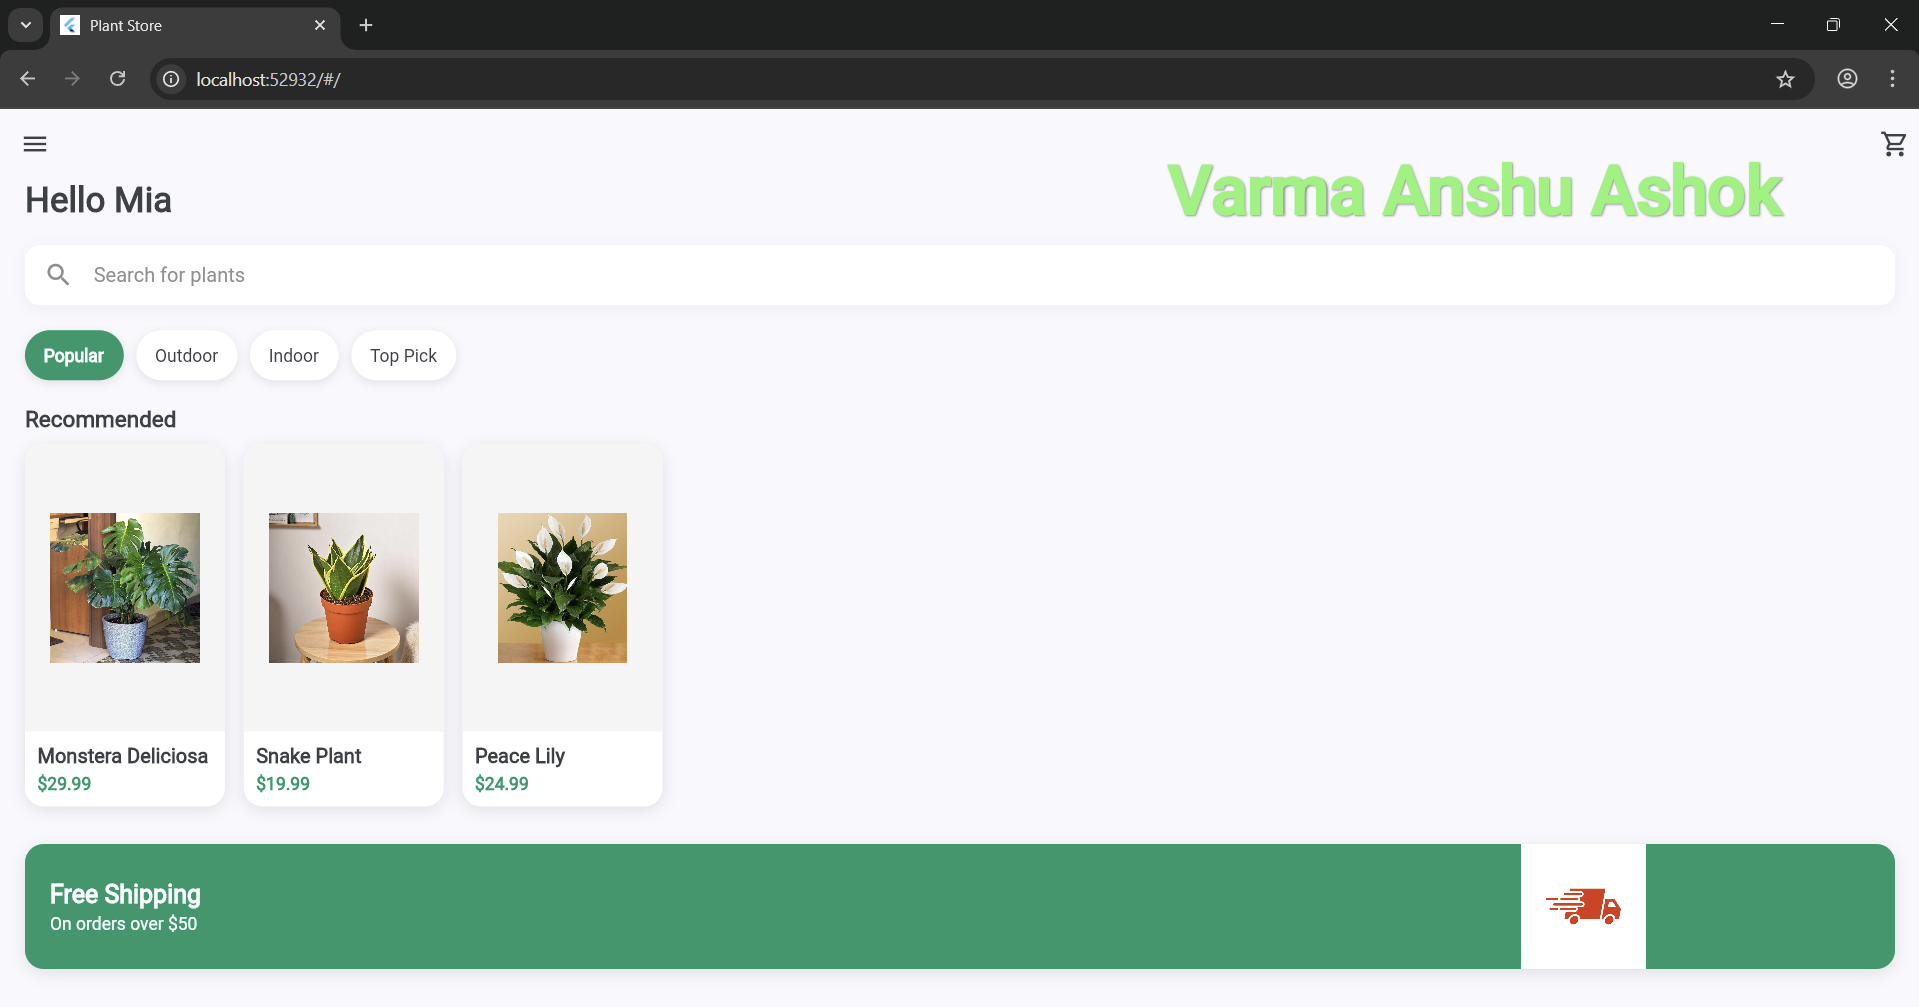 Plant Store
localhost:52932/#/
Varma Anshu Ashok
Hello Mia
Search for plants
Popular Outdoor Indoor Top Pick
Recommended
Monstera Deliciosa Snake Plant Peace Lily
$29.99 $19.99 $24.99
Free Shipping
On orders over $50